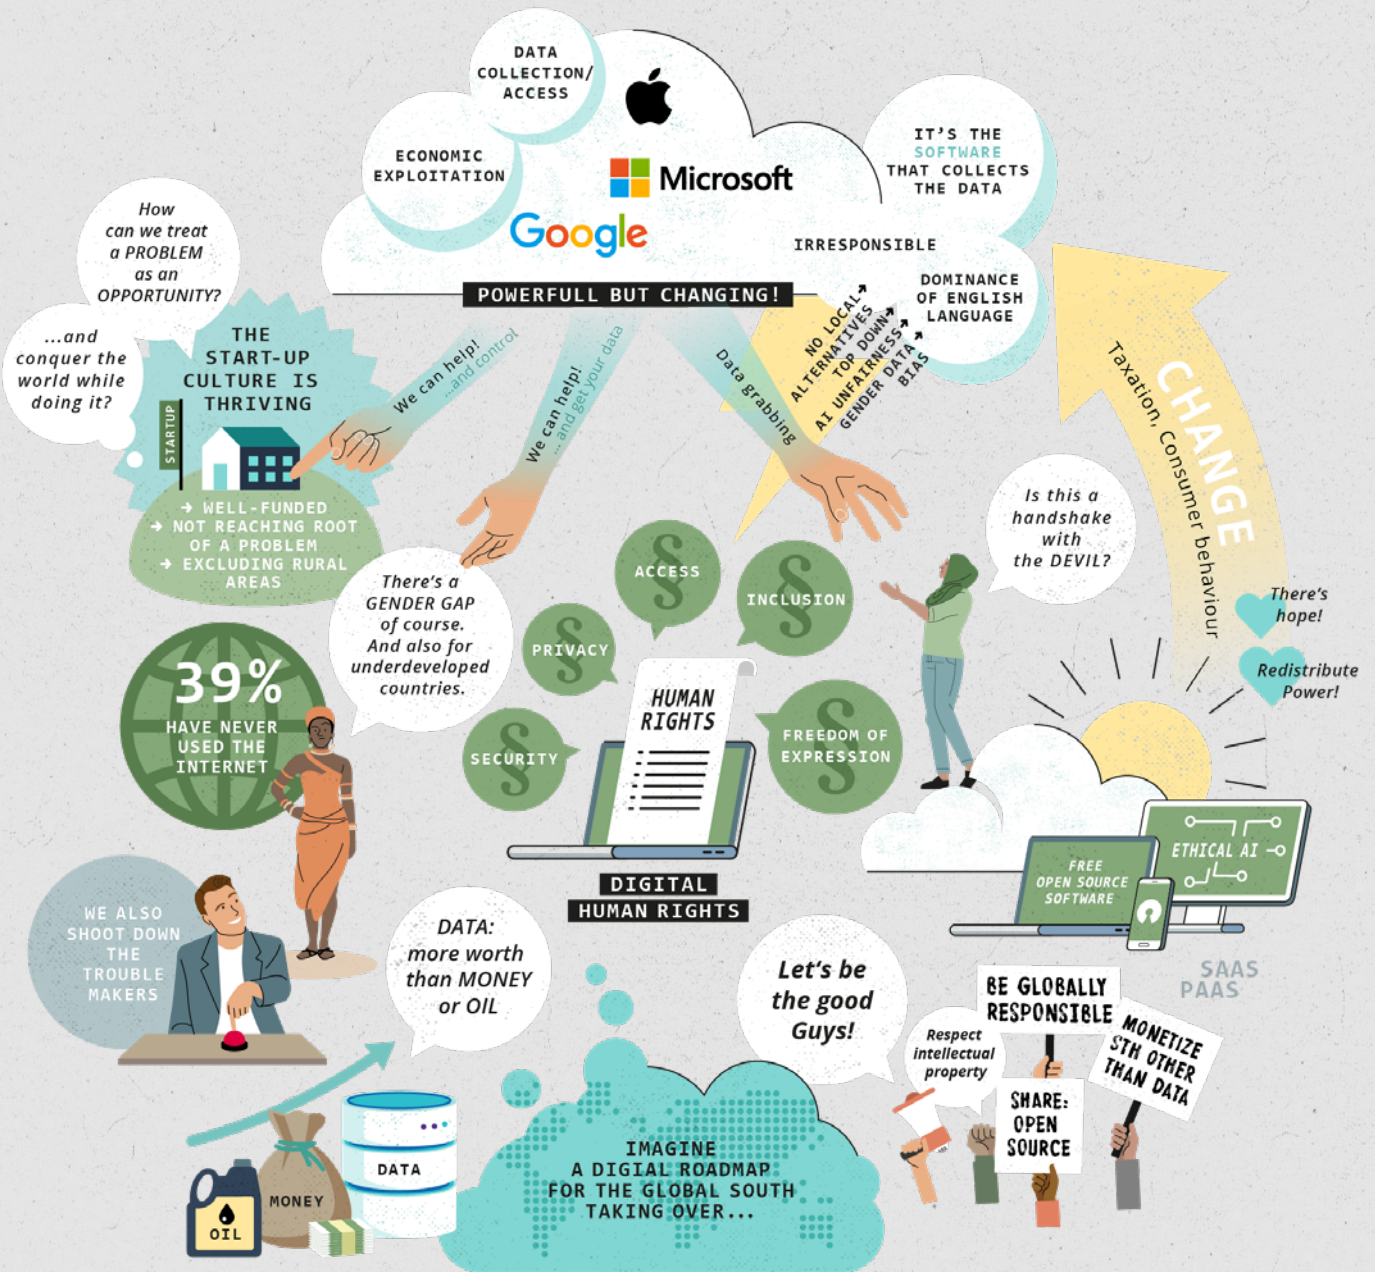 DATA
COLLECTION/
ACCESS
ECONOMIC
EXPLOITATION
Microsoft
Google
IT'S THE
SOFTWARE
THAT COLLECTS
THE DATA
IRRESPONSIBLE
DOMINANCE
OF ENGLISH
LANGUAGE
POWERFULL BUT CHANGING!
How
can we treat
a PROBLEM
as an
OPPORTUNITY?
...and
conquer the
world while
doing it?
THE
START-UP
CULTURE IS
THRIVING
STARTUP
→ WELL-FUNDED
→ NOT REACHING ROOT
OF A PROBLEM
→ EXCLUDING RURAL
AREAS
We can help!
...and control
We can help!
... and get your data
Data grabbing
NO LOCAL
ALTERNATIVES
TOP DOWN
AI UNFAIRNESS
GENDER DATA
BIAS
CHANGE
Taxation, Consumer behaviour
Is this a
handshake
with
the DEVIL?
There's
hope!
Redistribute
Power!
There's a
GENDER GAP
of course.
And also for
underdeveloped
countries.
39%
HAVE NEVER
USED THE
INTERNET
§
ACCESS
§
INCLUSION
§
PRIVACY
§
SECURITY
§
FREEDOM OF
EXPRESSION
HUMAN
RIGHTS
DIGITAL
HUMAN RIGHTS
FREE
OPEN SOURCE
SOFTWARE
ETHICAL AI
SAAS
PAAS
WE ALSO
SHOOT DOWN
THE
TROUBLE
MAKERS
DATA:
more worth
than MONEY
or OIL
OIL
MONEY
DATA
IMAGINE
A DIGIAL ROADMAP
FOR THE GLOBAL SOUTH
TAKING OVER...
Let's be
the good
Guys!
Respect
intellectual
property
BE GLOBALLY
RESPONSIBLE
MONETIZE
STH OTHER
THAN DATA
SHARE:
OPEN
SOURCE